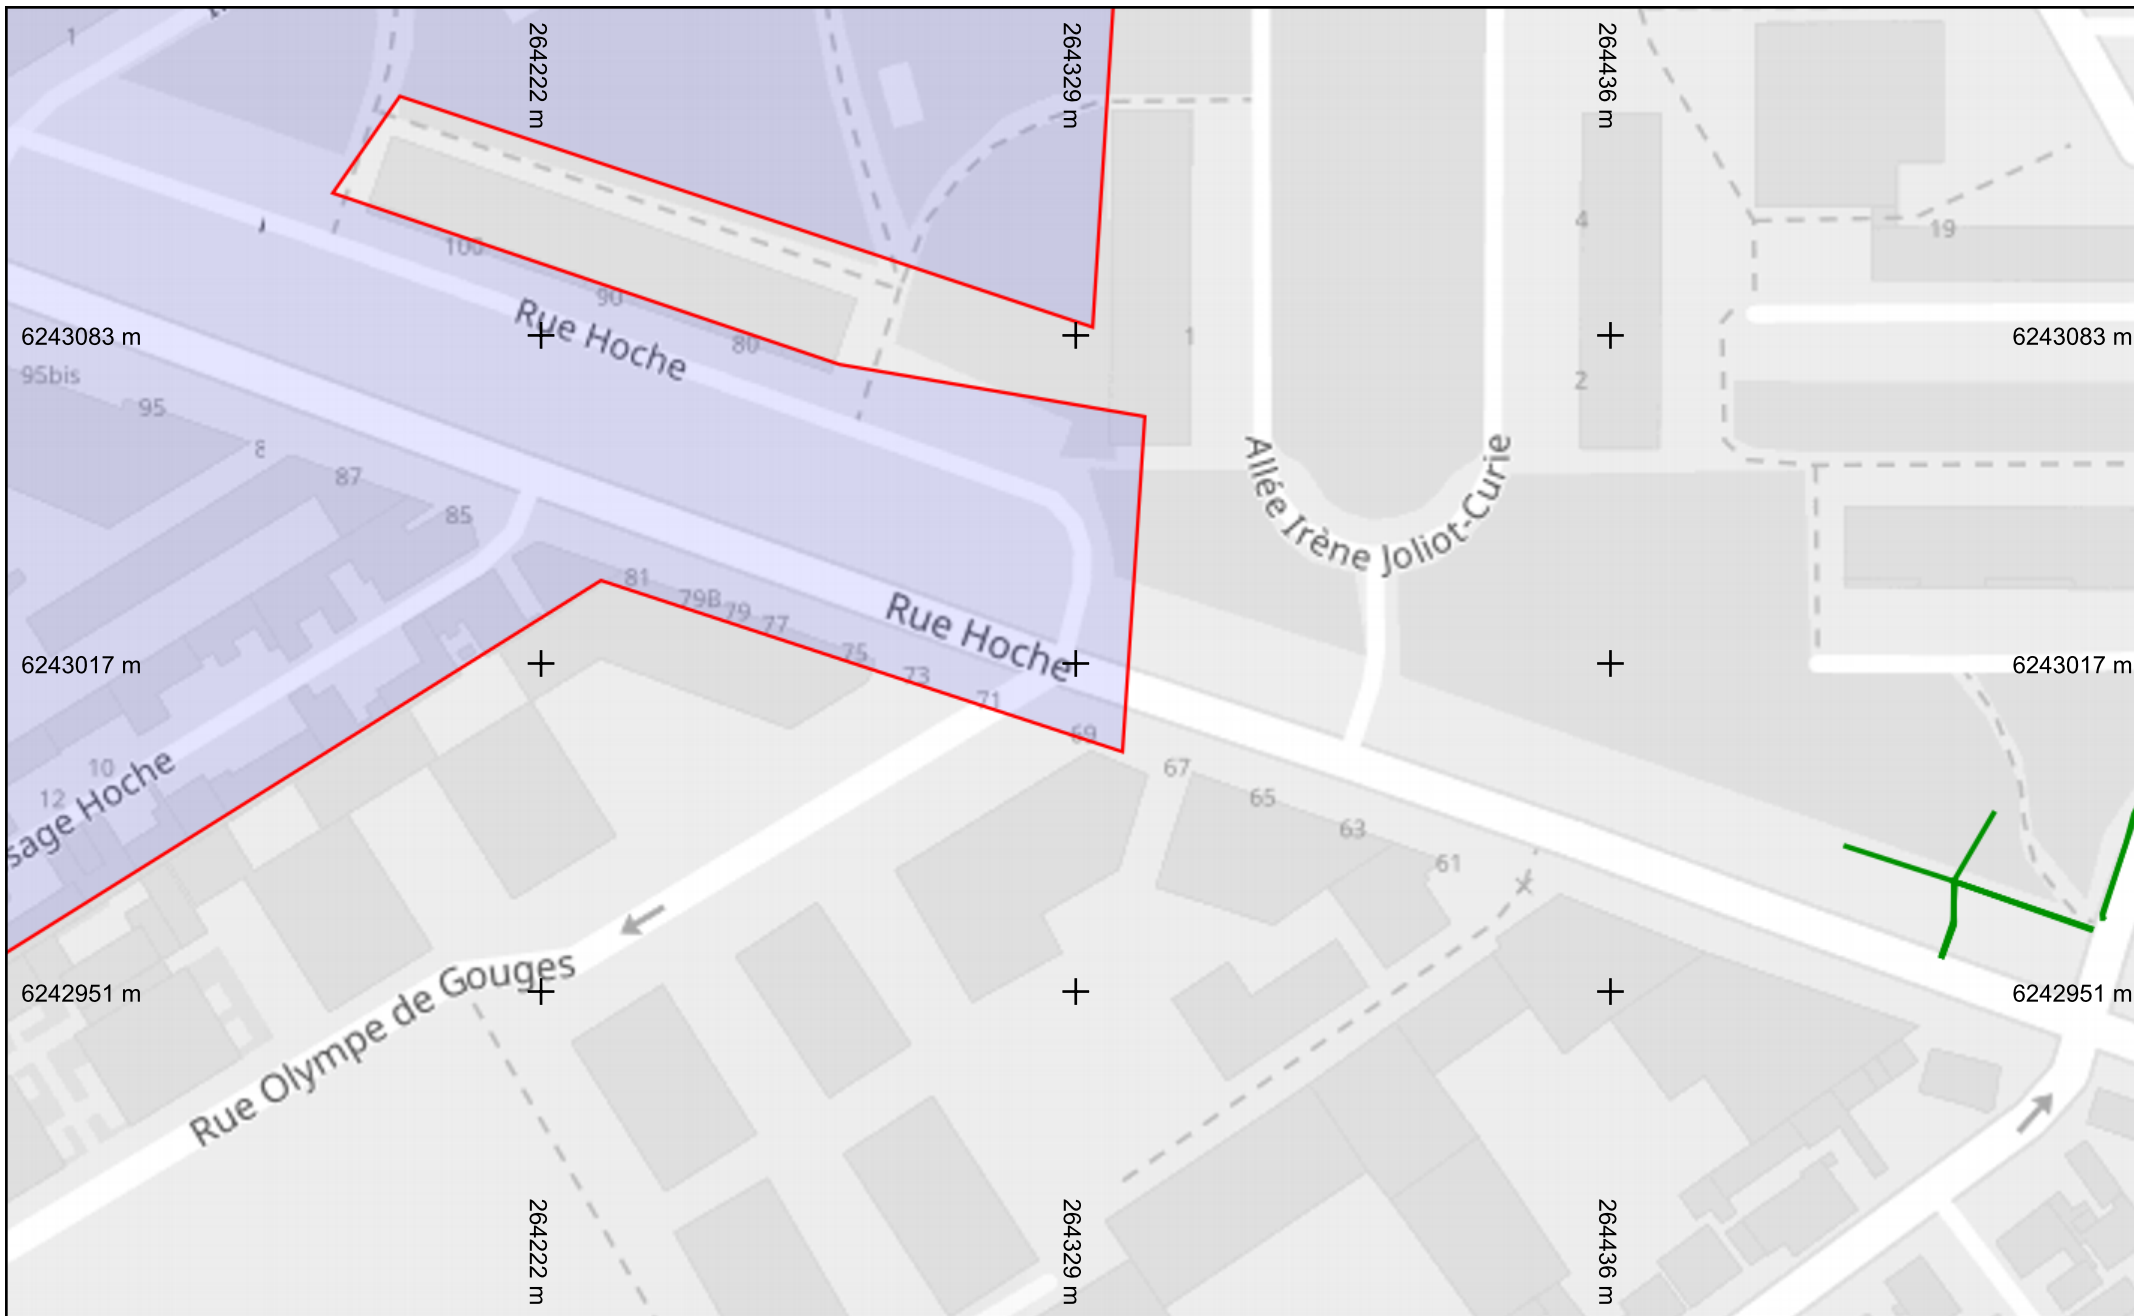 1
264222 m
264329 m
264436 m
4
19
100
90
Rue Hoche
80
6243083 m
1
6243083 m
95bis
2
95
8
87
85
Allée Irène Joliot-Curie
81
79B
79
77
75
Rue Hoche
73
71
6243017 m
6243017 m
69
67
65
63
61
10
12
sage Hoche
6242951 m
6242951 m
Rue Olympe de Gouges
264222 m
264329 m
264436 m